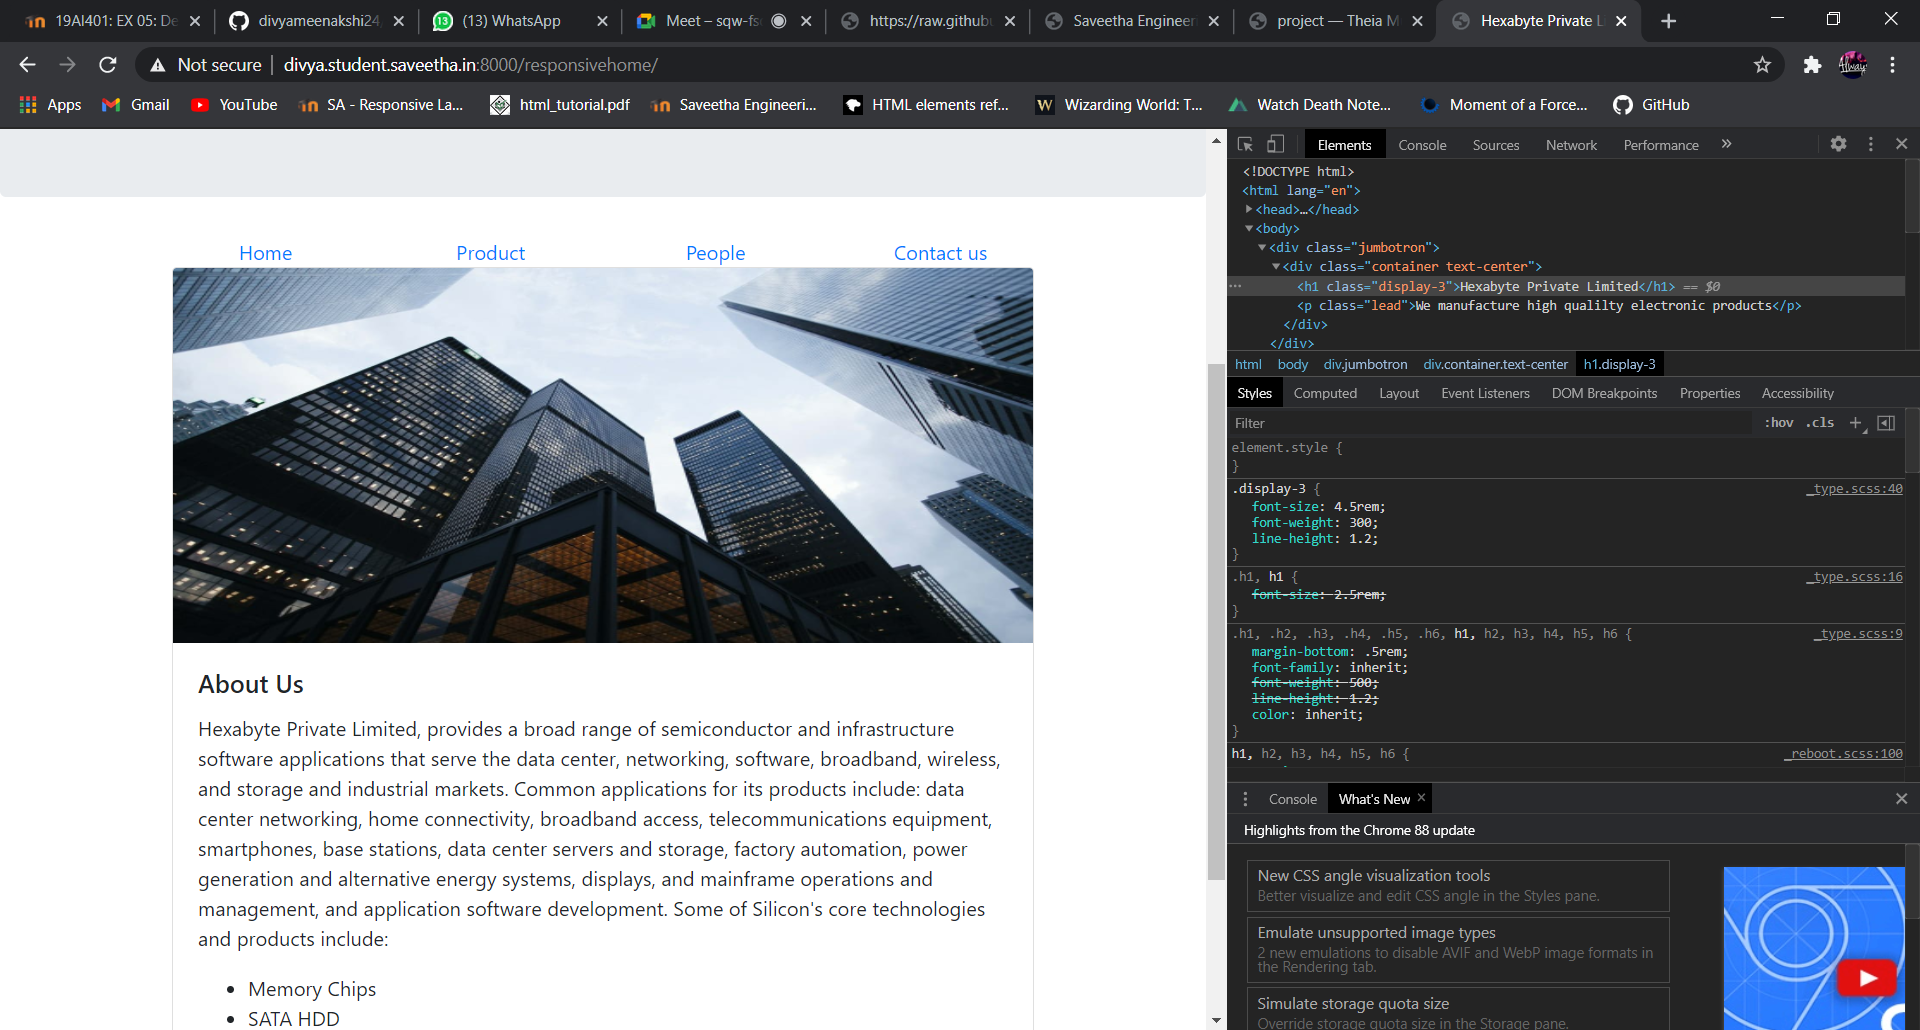 19AI401: EX 05: De
divyameenakshi24
(13) WhatsApp
Meet – sqw-fs
https://raw.github
Saveetha Engineer
project — Theia M
Hexabyte Private L
Not secure
divya.student.saveetha.in:8000/responsivehome/
Apps
Gmail
YouTube
SA - Responsive La...
html_tutorial.pdf
Saveetha Engineeri...
HTML elements ref...
Wizarding World: T...
Watch Death Note...
Moment of a Force...
GitHub
Home
Product
People
Contact us
About Us
Hexabyte Private Limited, provides a broad range of semiconductor and infrastructure
software applications that serve the data center, networking, software, broadband, wireless,
and storage and industrial markets. Common applications for its products include: data
center networking, home connectivity, broadband access, telecommunications equipment,
smartphones, base stations, data center servers and storage, factory automation, power
generation and alternative energy systems, displays, and mainframe operations and
management, and application software development. Some of Silicon's core technologies
and products include:
• Memory Chips
• SATA HDD
Elements
Console
Sources
Network
Performance
»
<!DOCTYPE html>
<html lang="en">
<head>…</head>
<body>
<div class="jumbotron">
<div class="container text-center">
<h1 class="display-3">Hexabyte Private Limited</h1> == $0
<p class="lead">We manufacture high qualilty electronic products</p>
</div>
</div>
html body div.jumbotron div.container.text-center h1.display-3
Styles
Computed
Layout
Event Listeners
DOM Breakpoints
Properties
Accessibility
Filter
:hov .cls +
element.style {
}
.display-3 {
_type.scss:40
font-size: 4.5rem;
font-weight: 300;
line-height: 1.2;
}
.h1, h1 {
_type.scss:16
font-size: 2.5rem;
}
.h1, .h2, .h3, .h4, .h5, .h6, h1, h2, h3, h4, h5, h6 {
_type.scss:9
margin-bottom: .5rem;
font-family: inherit;
font-weight: 500;
line-height: 1.2;
color: inherit;
}
h1, h2, h3, h4, h5, h6 {
_reboot.scss:100
Console
What's New
Highlights from the Chrome 88 update
New CSS angle visualization tools
Better visualize and edit CSS angle in the Styles pane.
Emulate unsupported image types
2 new emulations to disable AVIF and WebP image formats in
the Rendering tab.
Simulate storage quota size
Override storage quota size in the Storage pane.